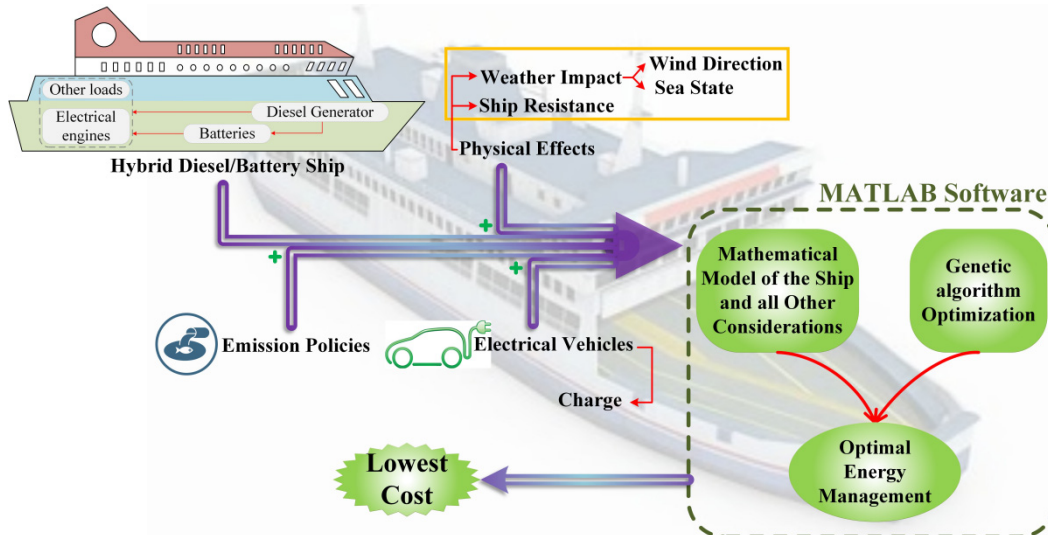 Other loads
Electrical
engines
Diesel Generator
Batteries
Hybrid Diesel/Battery Ship
Weather Impact
Wind Direction
Sea State
Ship Resistance
Physical Effects
Emission Policies
Electrical Vehicles
Charge
MATLAB Software
Mathematical
Model of the Ship
and all Other
Considerations
Genetic
algorithm
Optimization
Optimal
Energy
Management
Lowest
Cost